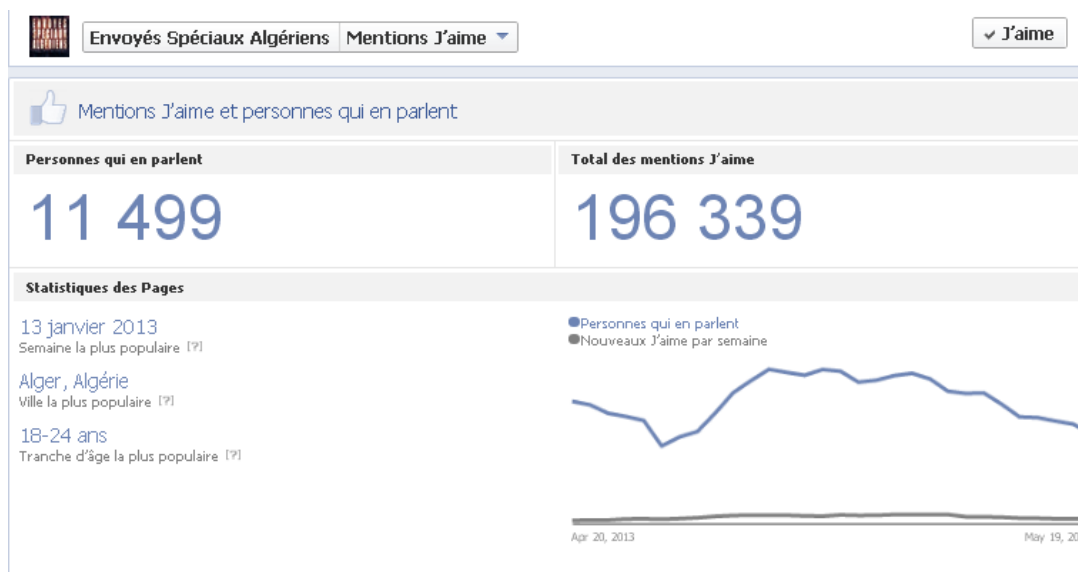 Envoyés Spéciaux Algériens Mentions J'aime
J'aime
Mentions J'aime et personnes qui en parlent
Personnes qui en parlent
Total des mentions J'aime
11 499
196 339
Statistiques des Pages
13 janvier 2013
Semaine la plus populaire [?]
Alger, Algérie
Ville la plus populaire [?]
18-24 ans
Tranche d'âge la plus populaire [?]
Personnes qui en parlent
Nouveaux J'aime par semaine
Apr 20, 2013
May 19, 20